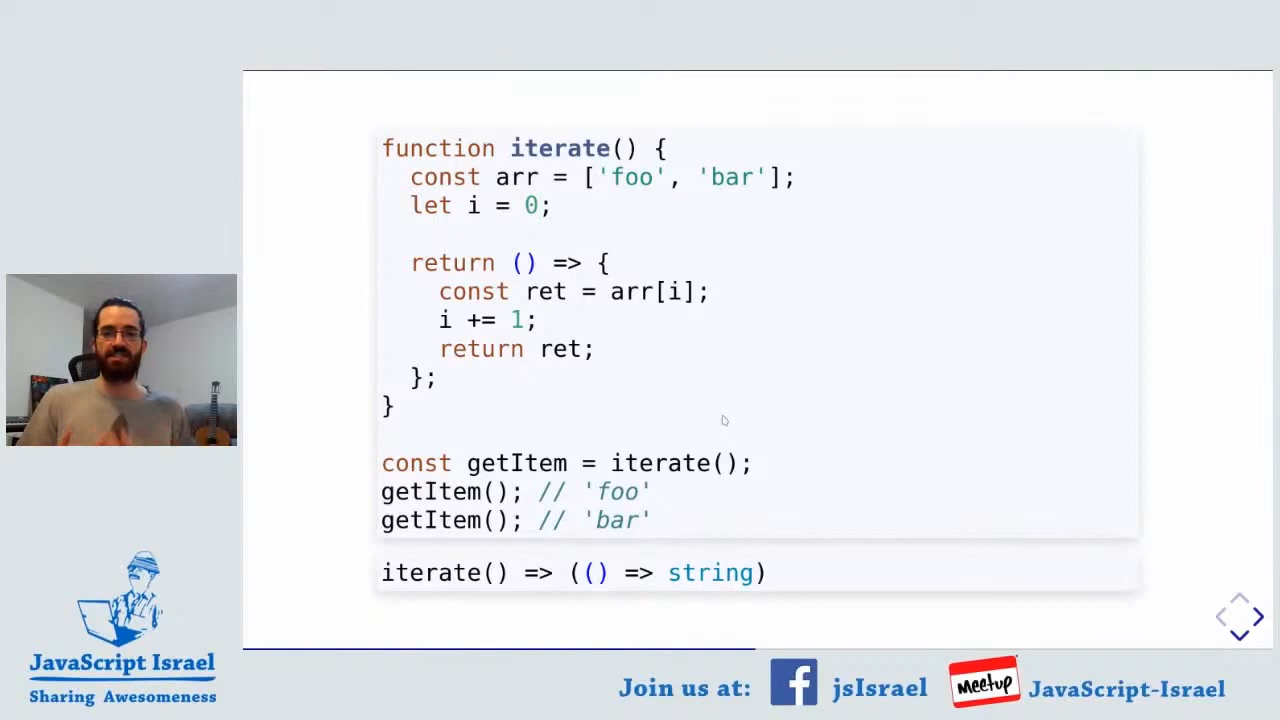 function iterate() {
  const arr = ['foo', 'bar'];
  let i = 0;

  return () => {
    const ret = arr[i];
    i += 1;
    return ret;
  };
}

const getItem = iterate();
getItem(); // 'foo'
getItem(); // 'bar'
iterate() => (() => string)
JavaScript Israel
Sharing Awesomeness
Join us at: f jsIsrael Meetup JavaScript-Israel